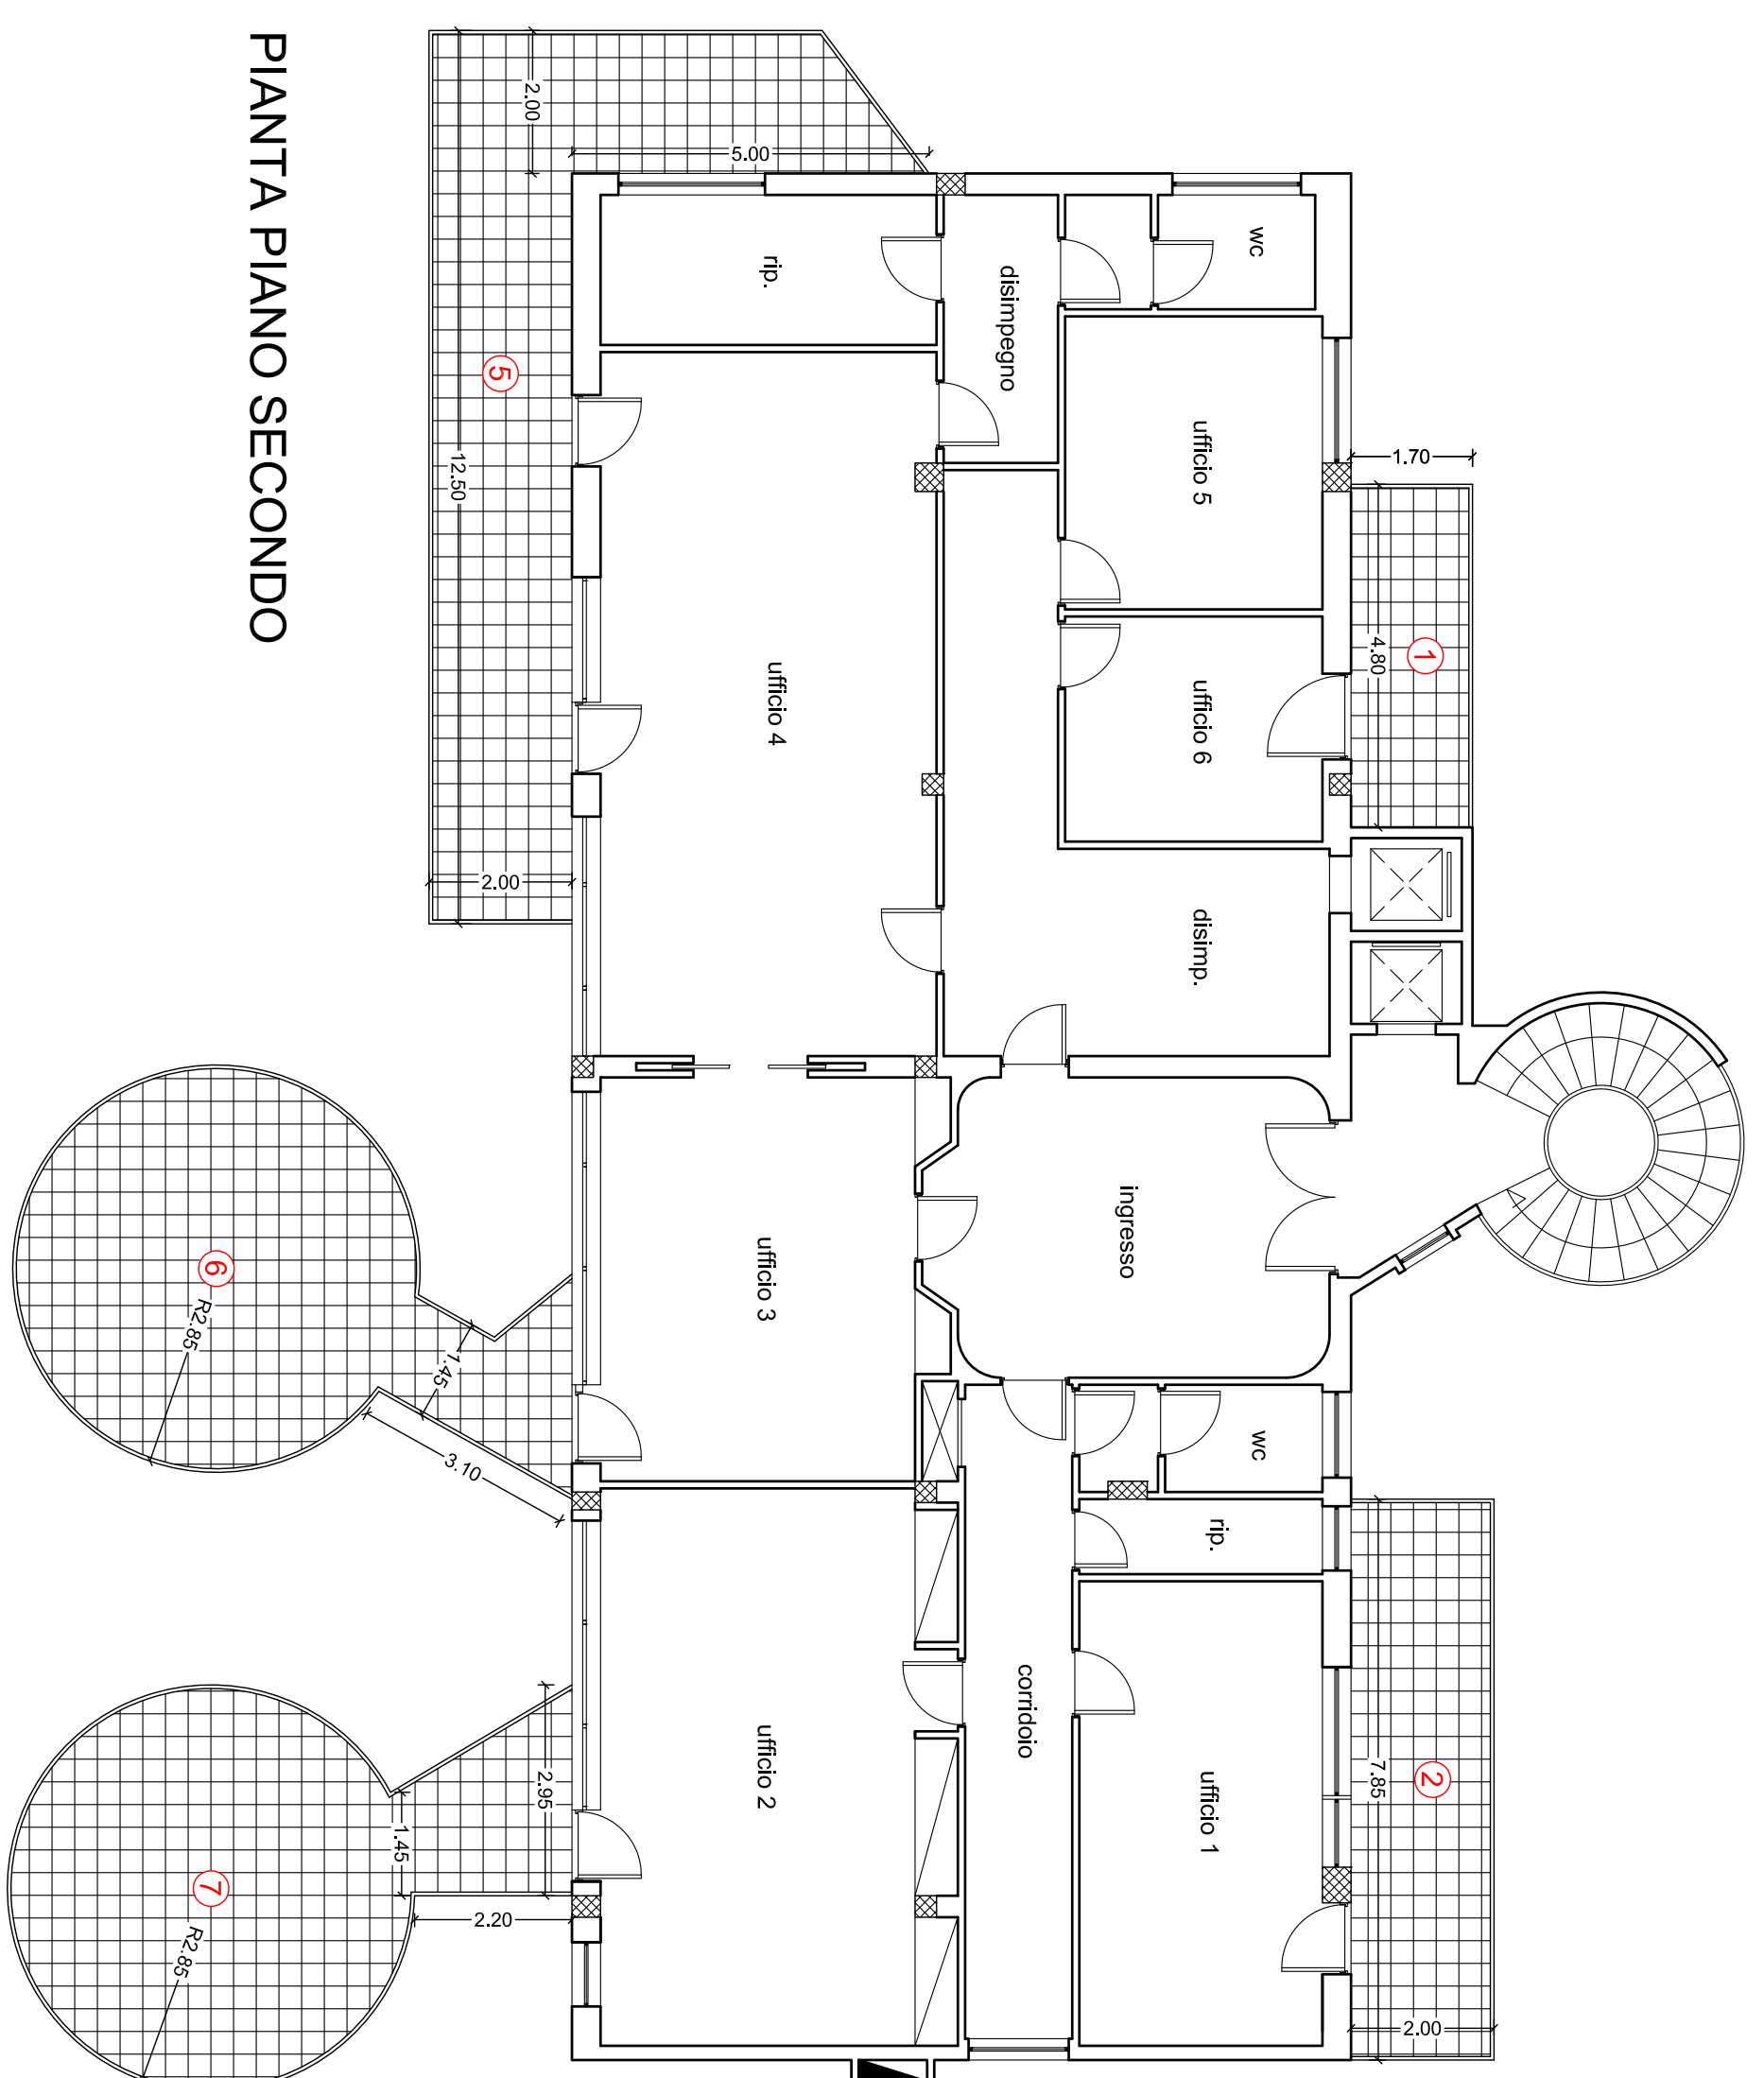 PIANTA PIANO SECONDO
wc
disimpegno
rip.
ufficio 5
ufficio 6
ufficio 4
disimp.
ingresso
ufficio 3
wc
rip.
corridoio
ufficio 1
ufficio 2
1
2
5
6
7
2.00
5.00
12.50
2.00
1.70
4.80
7.85
2.00
R2.85
1.45
3.10
2.95
1.45
2.20
R2.85